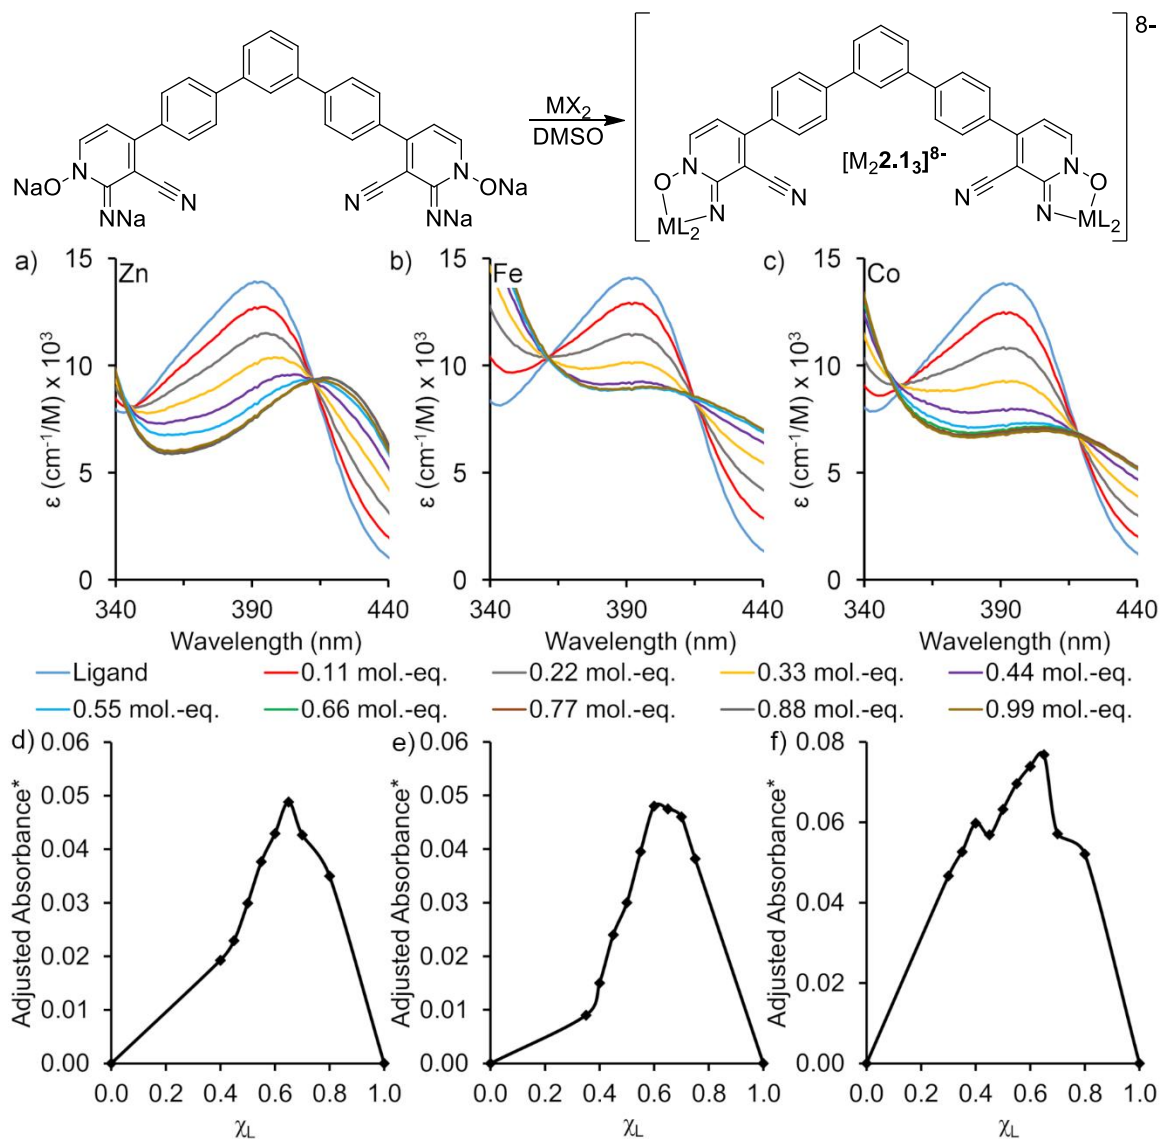 8-
MX2
DMSO
[M22.13]8-
NaO N N ONa
NNa N N NNa
O N N O
ML2 N N N N ML2
a) Zn b) Fe c) Co
ε (cm-1/M) x 10³ ε (cm-1/M) x 10³ ε (cm-1/M) x 10³
15 15 15
10 10 10
5 5 5
0 0 0
340 390 440 340 390 440 340 390 440
Wavelength (nm) Wavelength (nm) Wavelength (nm)
Ligand 0.11 mol.-eq. 0.22 mol.-eq. 0.33 mol.-eq. 0.44 mol.-eq.
0.55 mol.-eq. 0.66 mol.-eq. 0.77 mol.-eq. 0.88 mol.-eq. 0.99 mol.-eq.
d) e) f)
Adjusted Absorbance* Adjusted Absorbance* Adjusted Absorbance*
0.06 0.06 0.08
0.05 0.05 0.06
0.04 0.04 0.04
0.03 0.03 0.02
0.02 0.02 0.00
0.01 0.01
0.00 0.00
0.0 0.2 0.4 0.6 0.8 1.0 0.0 0.2 0.4 0.6 0.8 1.0 0.0 0.2 0.4 0.6 0.8 1.0
χL χL χL